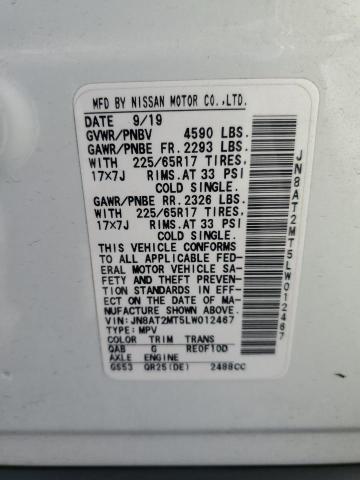 MFD BY NISSAN MOTOR CO.,LTD.
DATE 9/19
GVWR/PNBV 4590 LBS.
GAWR/PNBE FR.2293 LBS.
WITH 225/65R17 TIRES,
17X7J RIMS.AT 33 PSI
COLD SINGLE.
GAWR/PNBE RR.2326 LBS.
WITH 225/65R17 TIRES,
17X7J RIMS.AT 33 PSI
COLD SINGLE.
THIS VEHICLE CONFORMS
TO ALL APPLICABLE FED-
ERAL MOTOR VEHICLE SA-
FETY AND THEFT PREVEN-
TION STANDARDS IN EFF-
ECT ON THE DATE OF MA-
NUFACTURE SHOWN ABOVE.
VIN:JN8AT2MT5LW012467
TYPE:MPV
COLOR TRIM TRANS
QAB G RE0F10D
AXLE ENGINE
GS53 QR25(DE) 2488CC
JN8AT2MT5LW012467